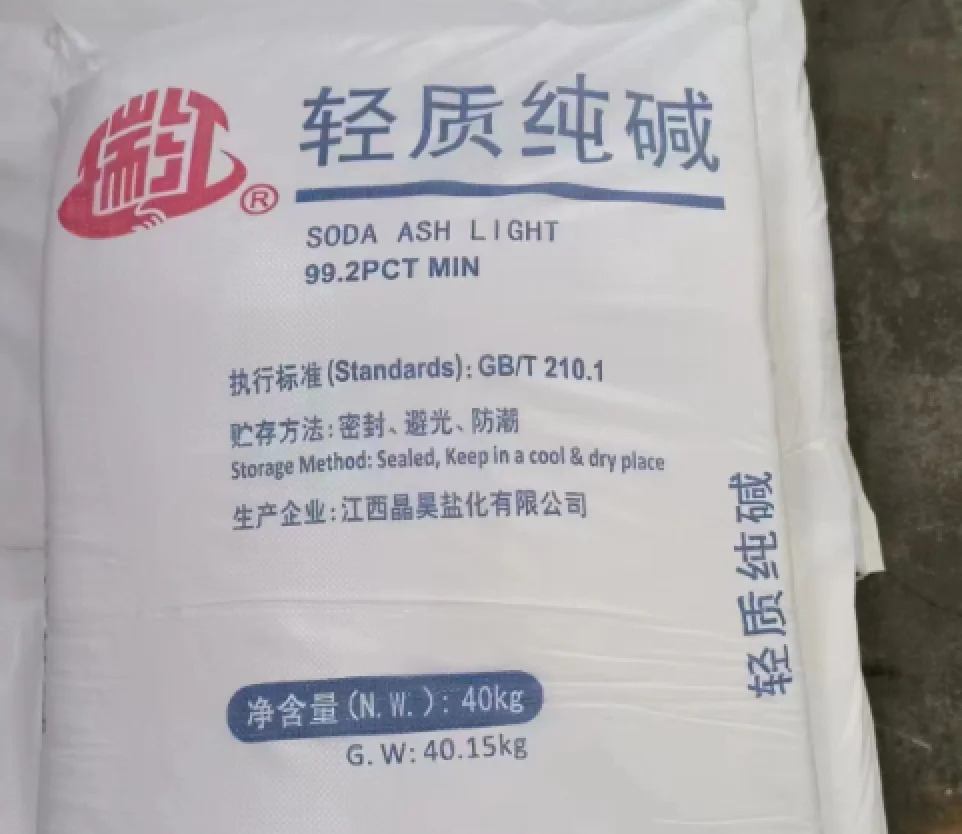 瑞江®
轻质纯碱
SODA ASH LIGHT
99.2PCT MIN
执行标准(Standards): GB/T 210.1
贮存方法:密封、避光、防潮
Storage Method: Sealed, Keep in a cool & dry place
生产企业:江西晶昊盐化有限公司
轻质纯碱
净含量(N.W.): 40kg
G.W: 40.15kg